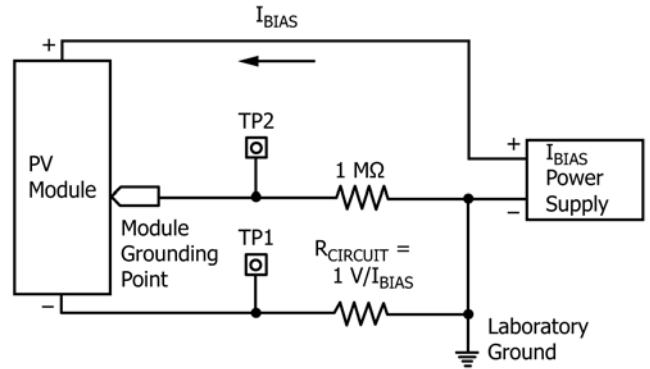 I_BIAS
+
PV
Module
−
TP2
1 MΩ
Module
Grounding
Point
TP1
R_CIRCUIT =
1 V/I_BIAS
+
I_BIAS
Power
Supply
−
Laboratory
Ground